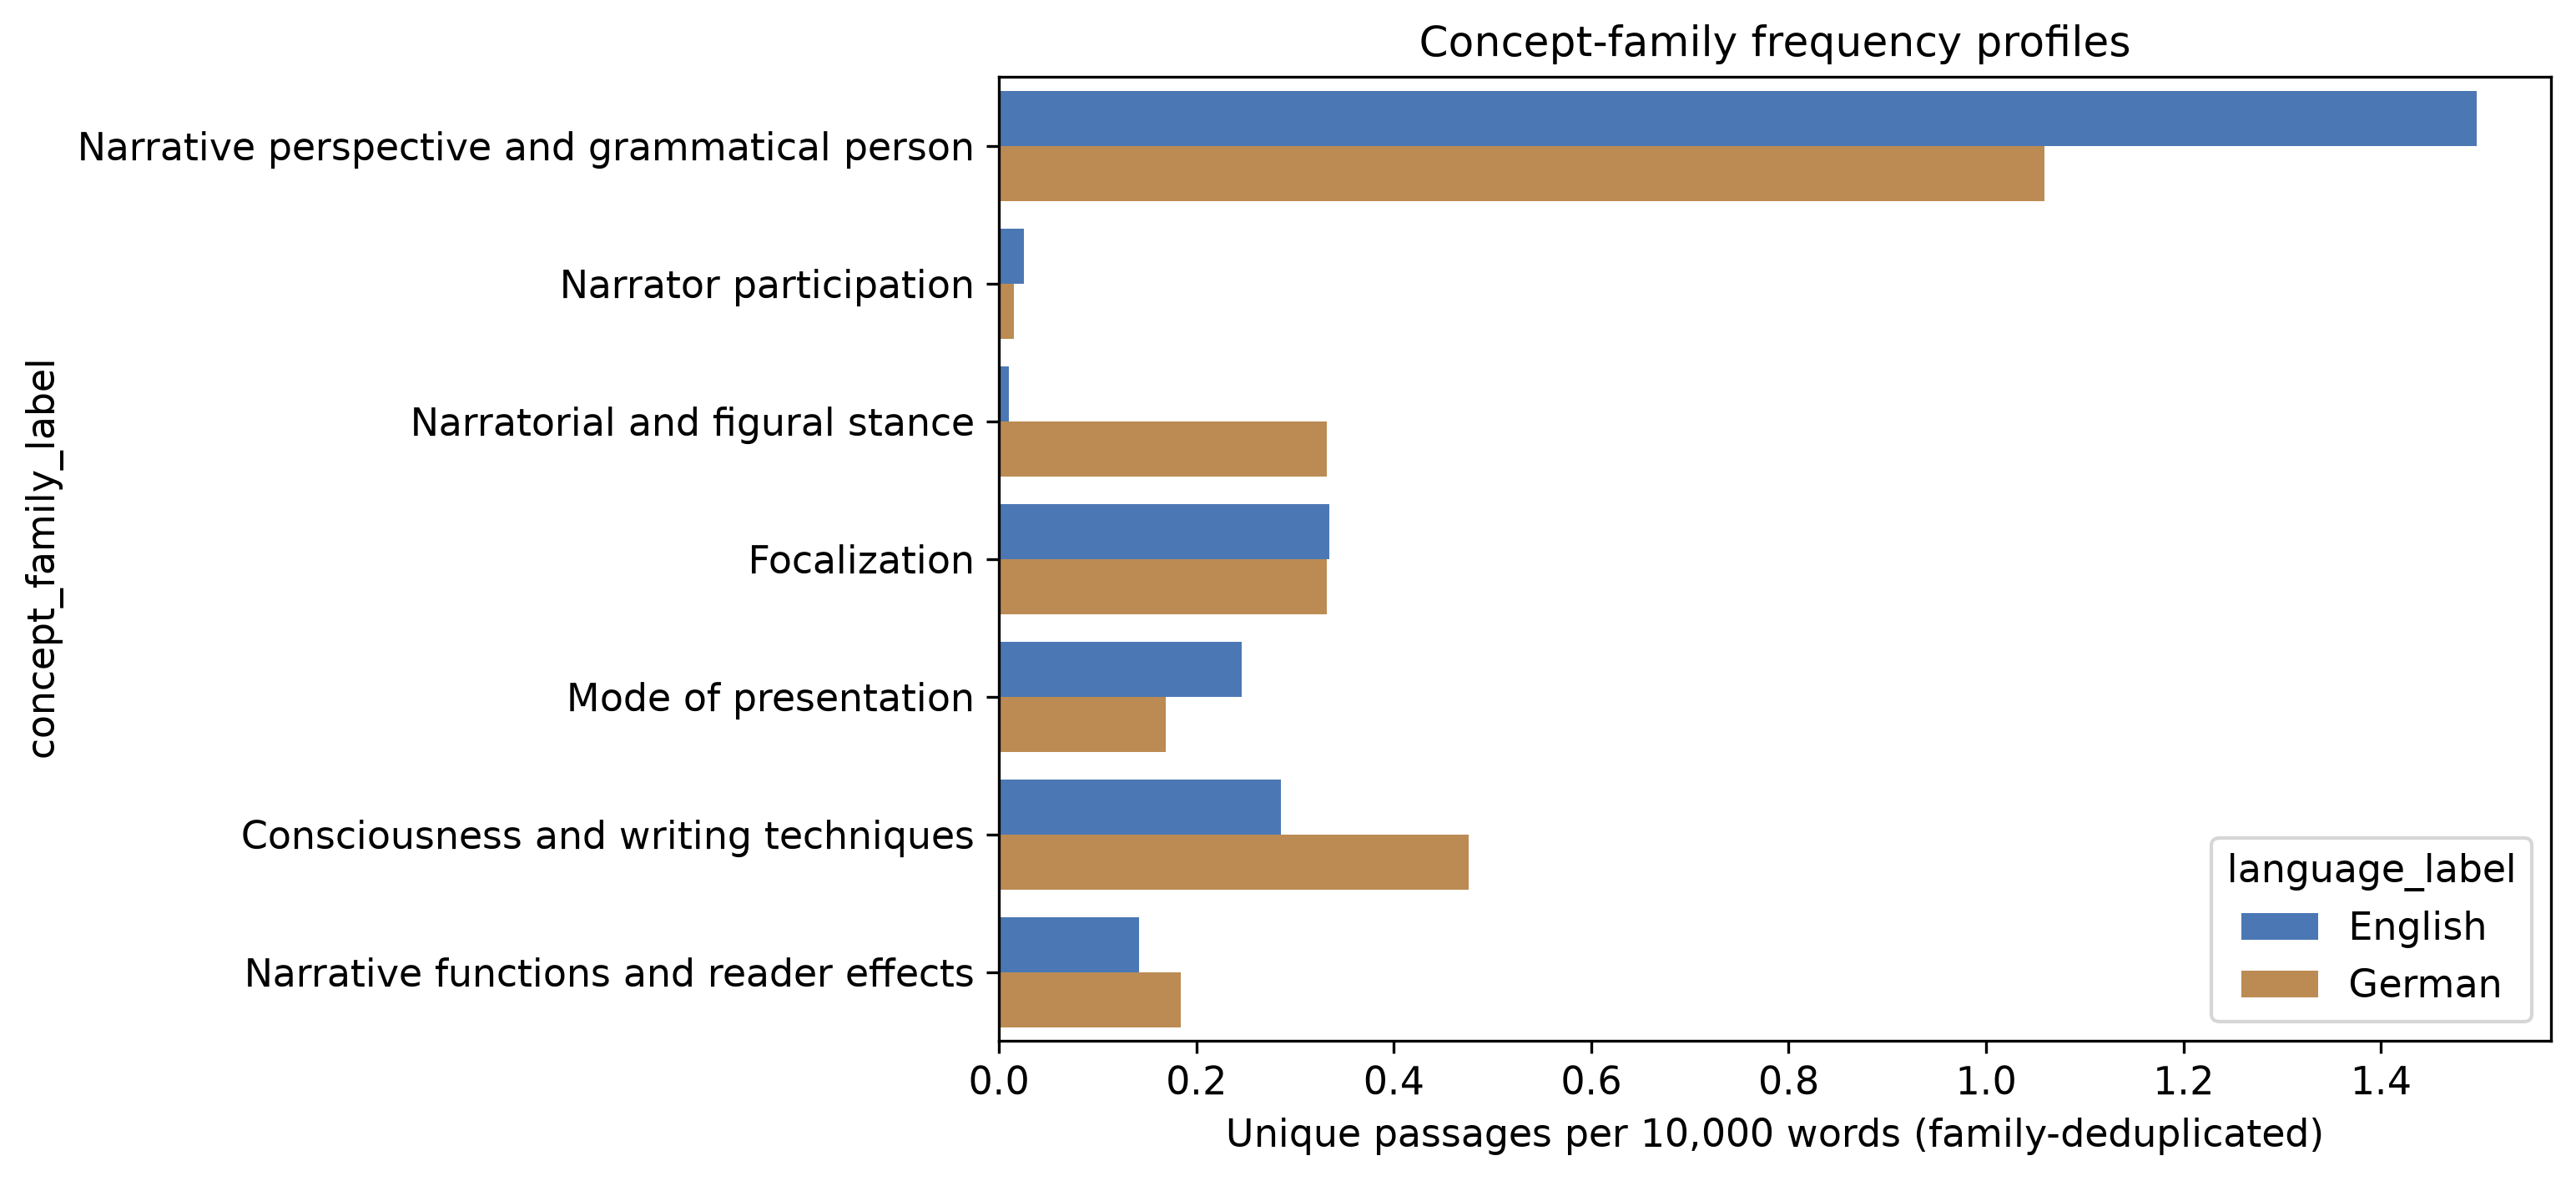 Concept-family frequency profiles
concept_family_label
Narrative perspective and grammatical person
Narrator participation
Narratorial and figural stance
Focalization
Mode of presentation
Consciousness and writing techniques
Narrative functions and reader effects
language_label
English
German
0.0 0.2 0.4 0.6 0.8 1.0 1.2 1.4
Unique passages per 10,000 words (family-deduplicated)